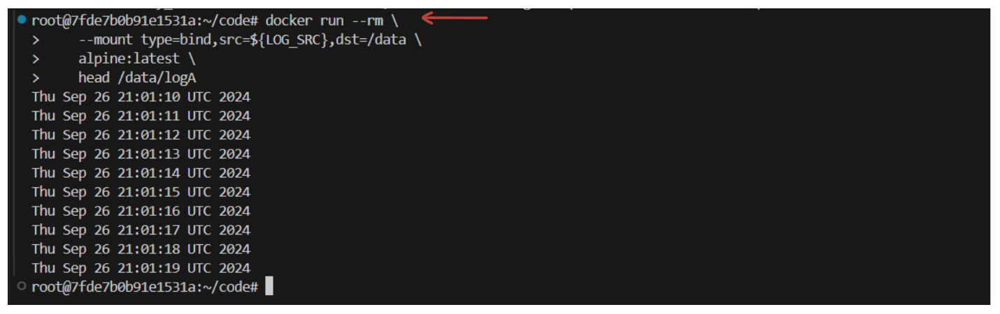 root@7fde7b0b91e1531a:~/code# docker run --rm \
> --mount type=bind,src=${LOG_SRC},dst=/data \
> alpine:latest \
> head /data/logA
Thu Sep 26 21:01:10 UTC 2024
Thu Sep 26 21:01:11 UTC 2024
Thu Sep 26 21:01:12 UTC 2024
Thu Sep 26 21:01:13 UTC 2024
Thu Sep 26 21:01:14 UTC 2024
Thu Sep 26 21:01:15 UTC 2024
Thu Sep 26 21:01:16 UTC 2024
Thu Sep 26 21:01:17 UTC 2024
Thu Sep 26 21:01:18 UTC 2024
Thu Sep 26 21:01:19 UTC 2024
root@7fde7b0b91e1531a:~/code#